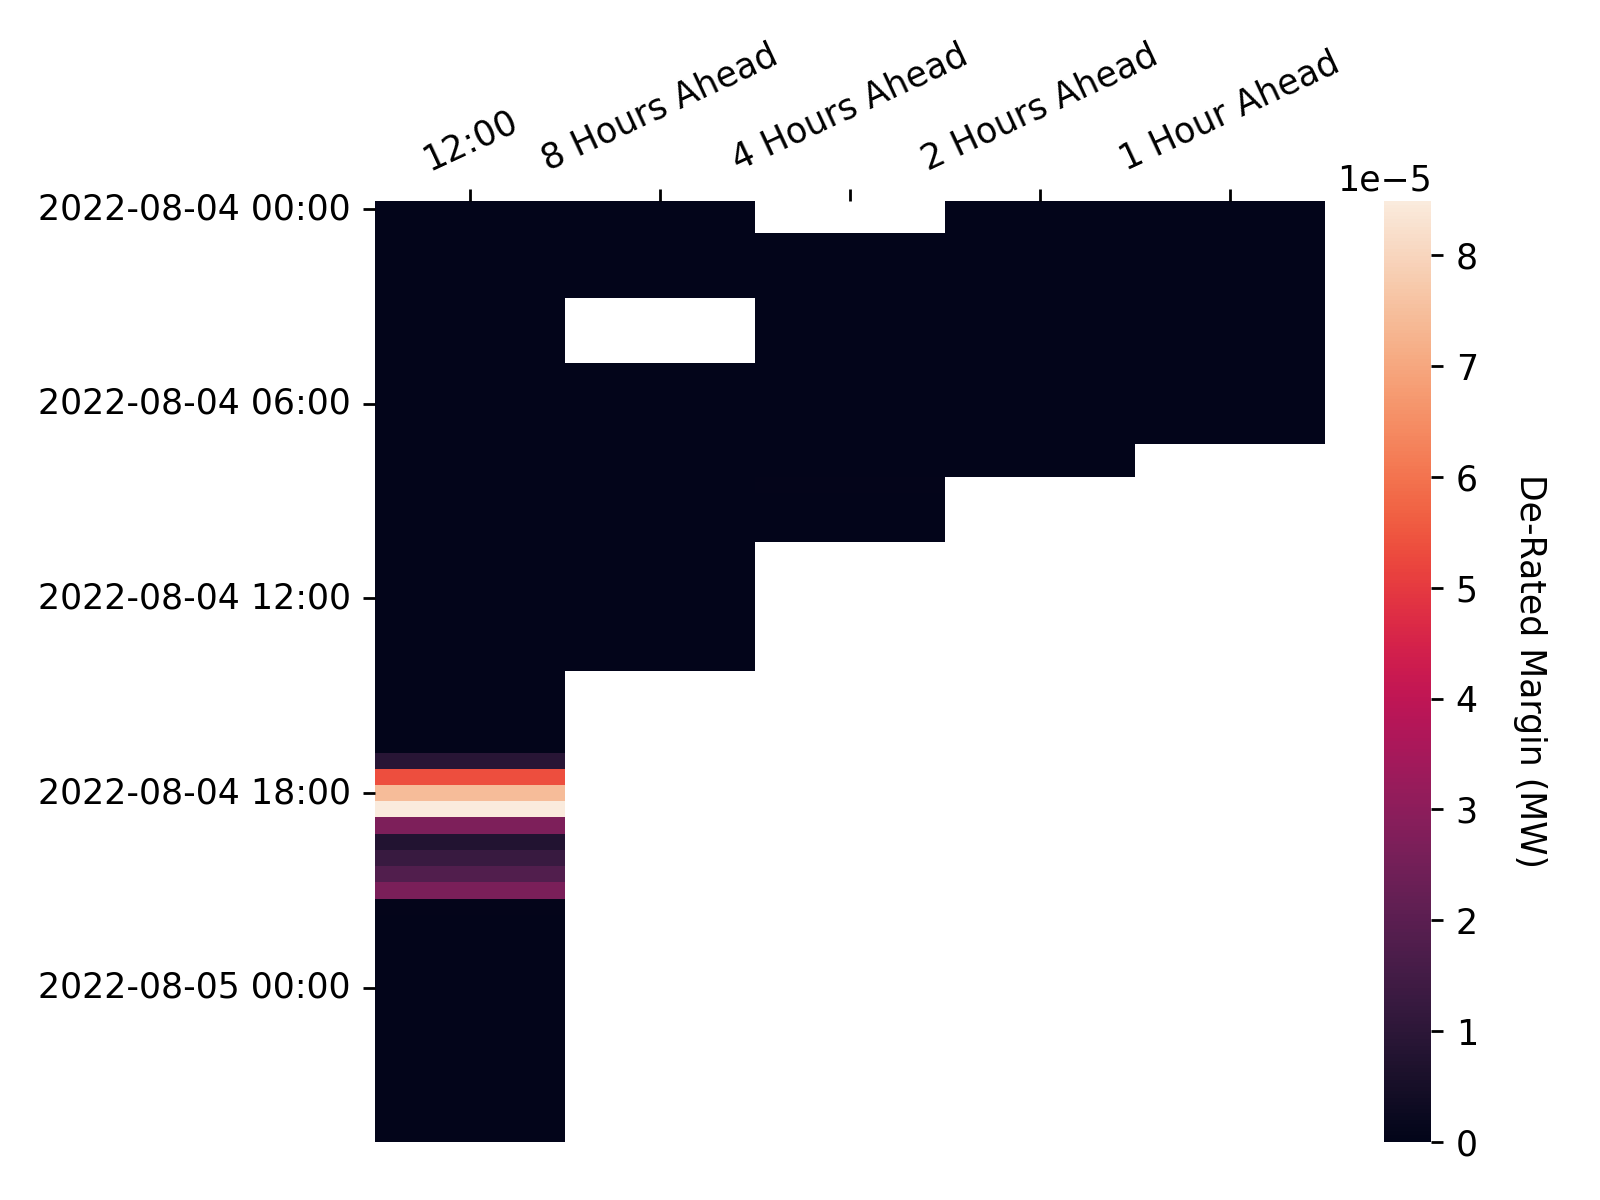 12:00
8 Hours Ahead
4 Hours Ahead
2 Hours Ahead
1 Hour Ahead
1e−5
2022-08-04 00:00
2022-08-04 06:00
2022-08-04 12:00
2022-08-04 18:00
2022-08-05 00:00
8
7
6
5
4
3
2
1
0
De-Rated Margin (MW)